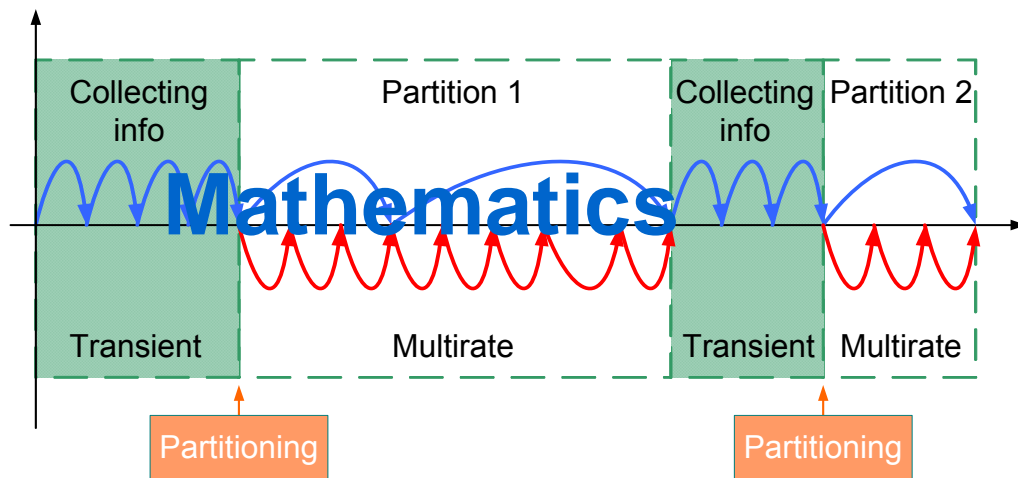 Collecting
info
Partition 1
Collecting
info
Partition 2
Mathematics
Transient
Multirate
Transient
Multirate
Partitioning
Partitioning